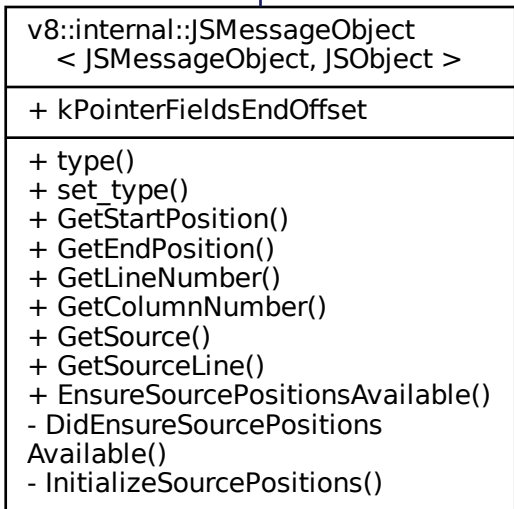 v8::internal::JSMessageObject
< JSMessageObject, JSObject >
+ kPointerFieldsEndOffset
+ type()
+ set_type()
+ GetStartPosition()
+ GetEndPosition()
+ GetLineNumber()
+ GetColumnNumber()
+ GetSource()
+ GetSourceLine()
+ EnsureSourcePositionsAvailable()
- DidEnsureSourcePositions
Available()
- InitializeSourcePositions()